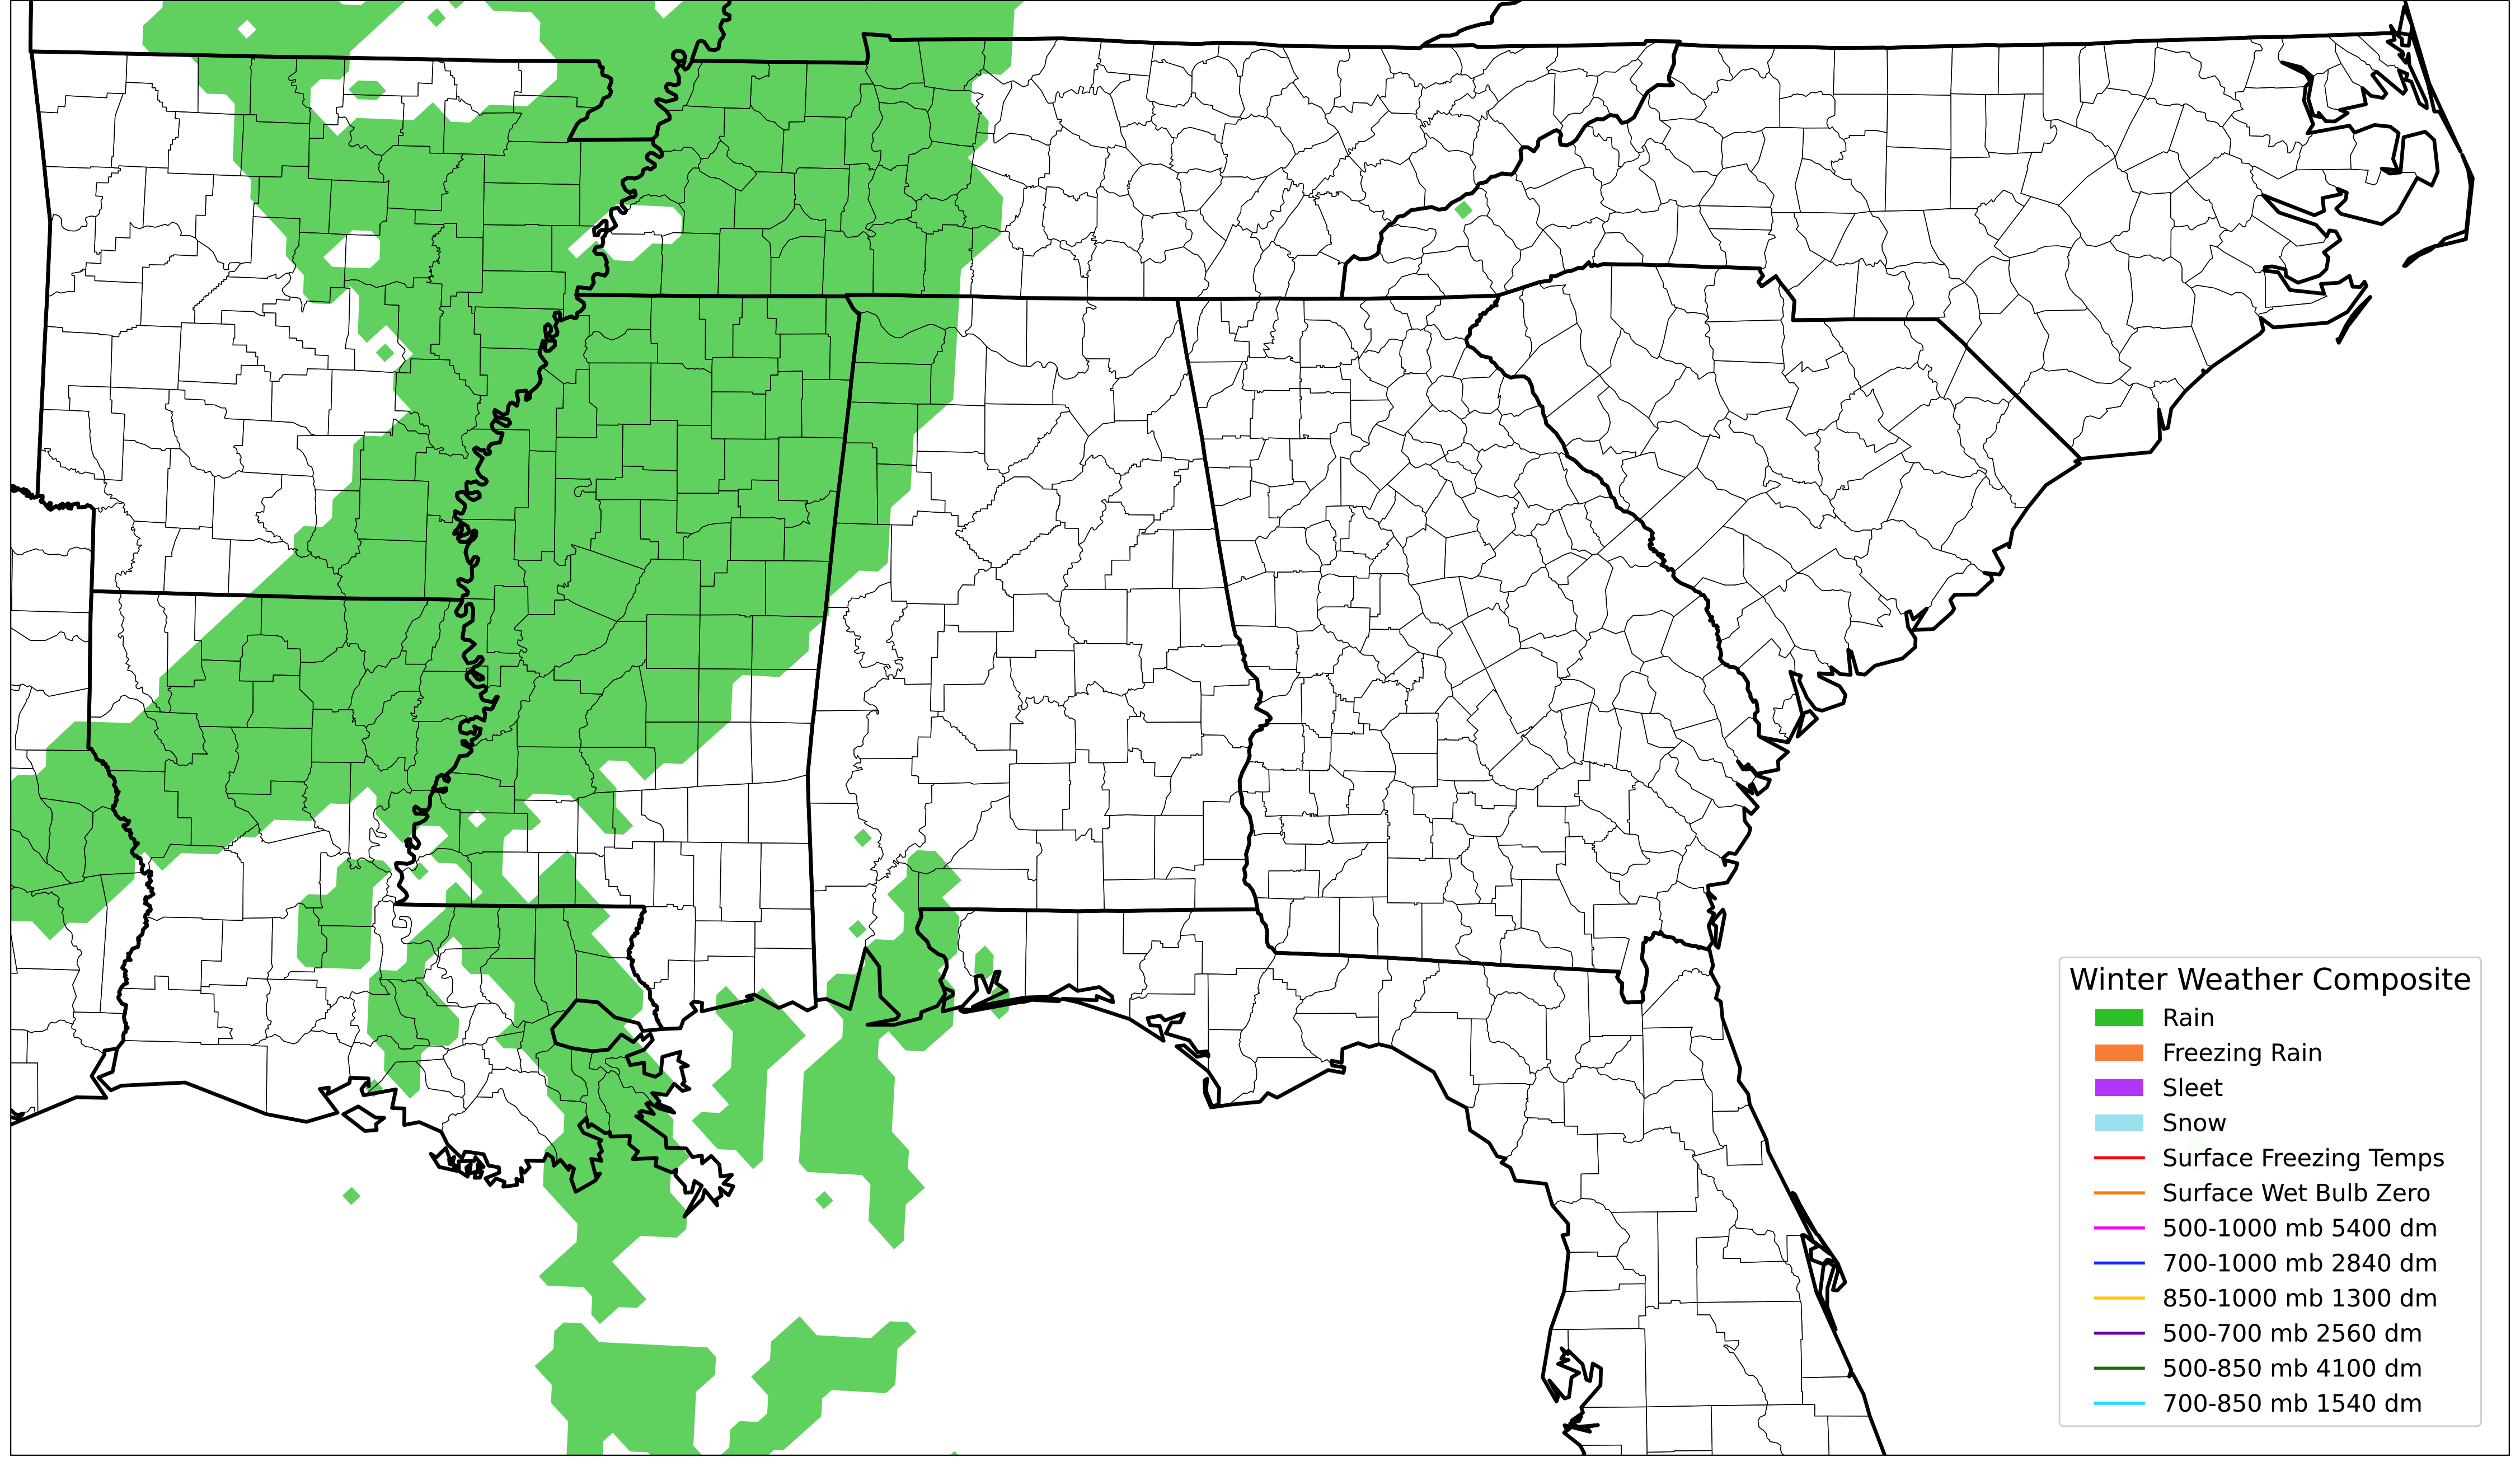 Winter Weather Composite
Rain
Freezing Rain
Sleet
Snow
Surface Freezing Temps
Surface Wet Bulb Zero
500-1000 mb 5400 dm
700-1000 mb 2840 dm
850-1000 mb 1300 dm
500-700 mb 2560 dm
500-850 mb 4100 dm
700-850 mb 1540 dm